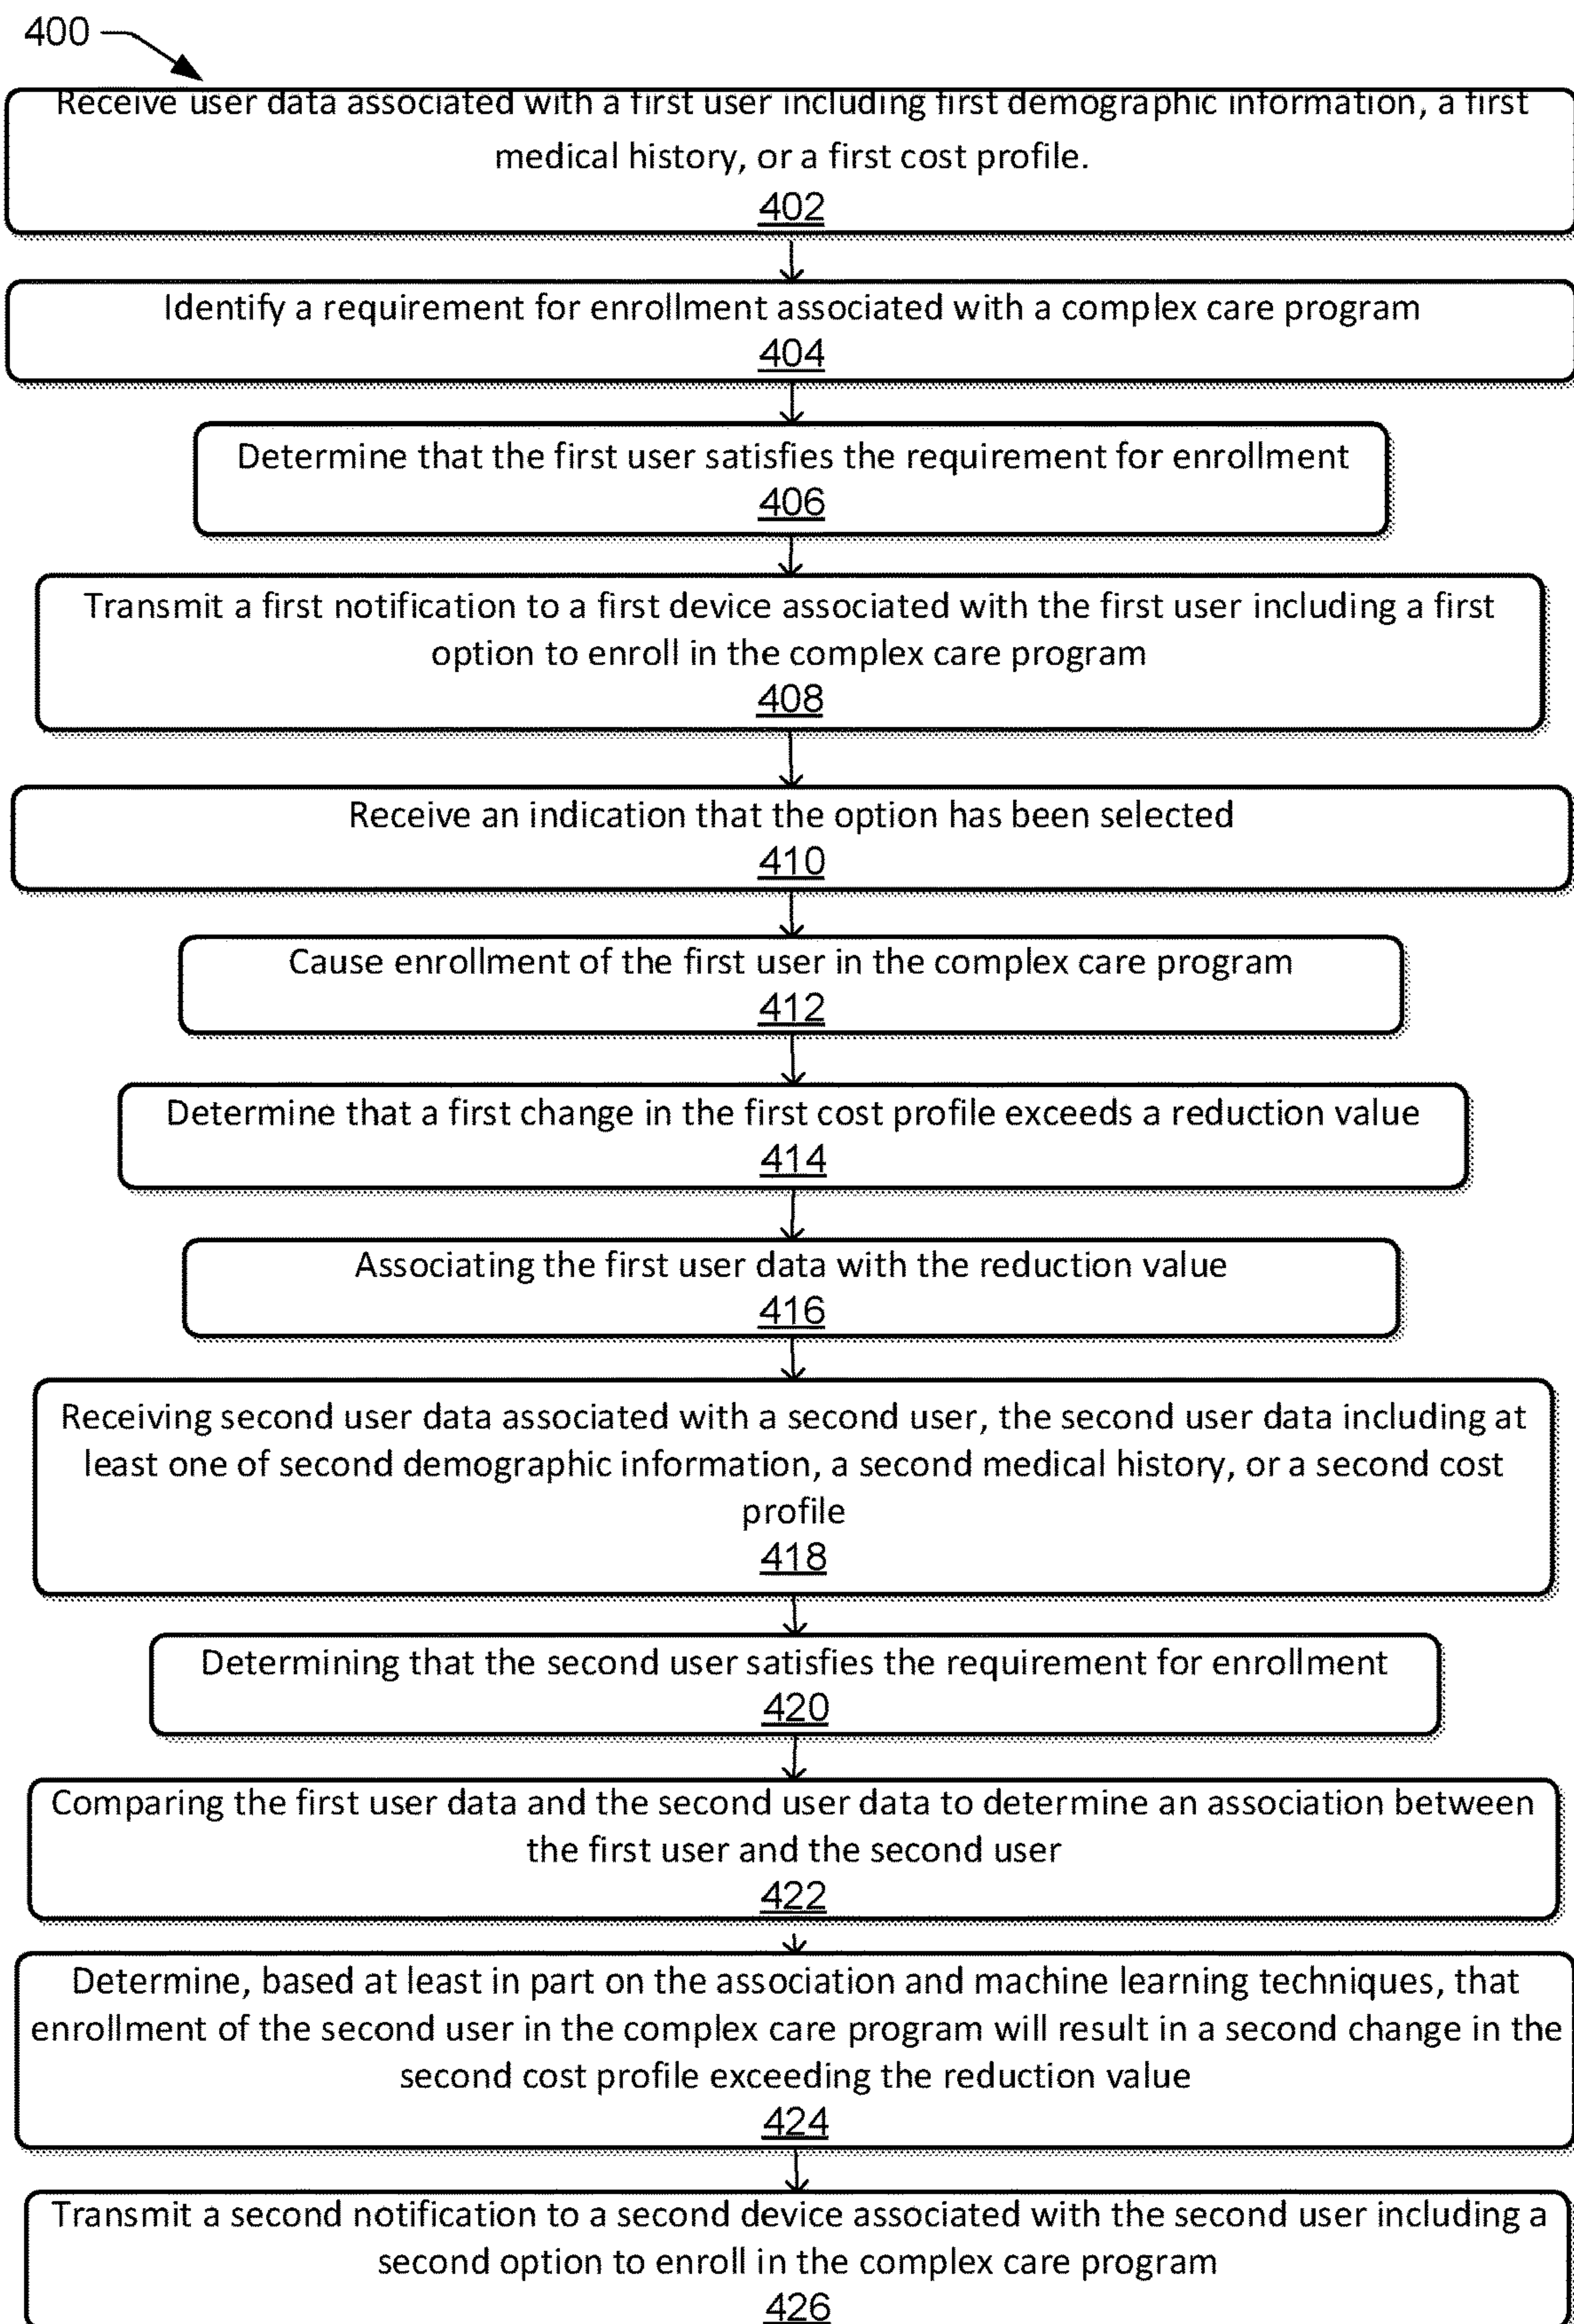 400
Receive user data associated with a first user including first demographic information, a first
medical history, or a first cost profile.
402
Identify a requirement for enrollment associated with a complex care program
404
Determine that the first user satisfies the requirement for enrollment
406
Transmit a first notification to a first device associated with the first user including a first
option to enroll in the complex care program
408
Receive an indication that the option has been selected
410
Cause enrollment of the first user in the complex care program
412
Determine that a first change in the first cost profile exceeds a reduction value
414
Associating the first user data with the reduction value
416
Receiving second user data associated with a second user, the second user data including at
least one of second demographic information, a second medical history, or a second cost
profile
418
Determining that the second user satisfies the requirement for enrollment
420
Comparing the first user data and the second user data to determine an association between
the first user and the second user
422
Determine, based at least in part on the association and machine learning techniques, that
enrollment of the second user in the complex care program will result in a second change in the
second cost profile exceeding the reduction value
424
Transmit a second notification to a second device associated with the second user including a
second option to enroll in the complex care program
426